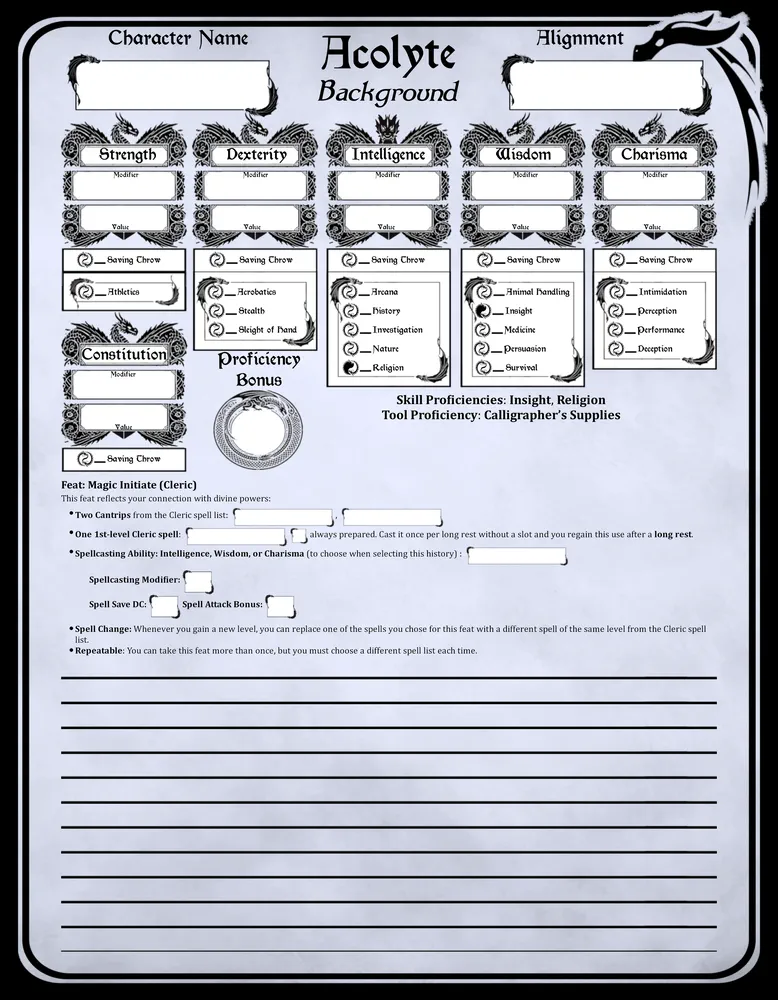 Character Name
Acolyte
Background
Alignment
Strength
Modifier
Value
Saving Throw
Athletics
Dexterity
Modifier
Value
Saving Throw
Acrobatics
Stealth
Sleight of Hand
Intelligence
Modifier
Value
Saving Throw
Arcana
History
Investigation
Nature
Religion
Wisdom
Modifier
Value
Saving Throw
Animal Handling
Insight
Medicine
Persuasion
Survival
Charisma
Modifier
Value
Saving Throw
Intimidation
Perception
Performance
Deception
Constitution
Modifier
Value
Saving Throw
Proficiency
Bonus
Skill Proficiencies: Insight, Religion
Tool Proficiency: Calligrapher's Supplies
Feat: Magic Initiate (Cleric)
This feat reflects your connection with divine powers:
• Two Cantrips from the Cleric spell list: ,
• One 1st-level Cleric spell: always prepared. Cast it once per long rest without a slot and you regain this use after a long rest.
• Spellcasting Ability: Intelligence, Wisdom, or Charisma (to choose when selecting this history) :
Spellcasting Modifier:
Spell Save DC: Spell Attack Bonus:
• Spell Change: Whenever you gain a new level, you can replace one of the spells you chose for this feat with a different spell of the same level from the Cleric spell
list.
• Repeatable: You can take this feat more than once, but you must choose a different spell list each time.